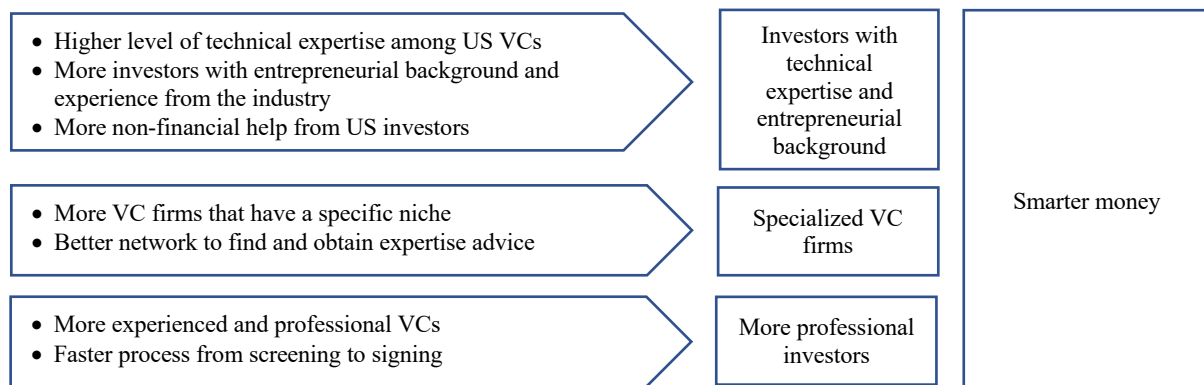 • Higher level of technical expertise among US VCs
• More investors with entrepreneurial background and
experience from the industry
• More non-financial help from US investors
Investors with
technical
expertise and
entrepreneurial
background
• More VC firms that have a specific niche
• Better network to find and obtain expertise advice
Specialized VC
firms
• More experienced and professional VCs
• Faster process from screening to signing
More professional
investors
Smarter money